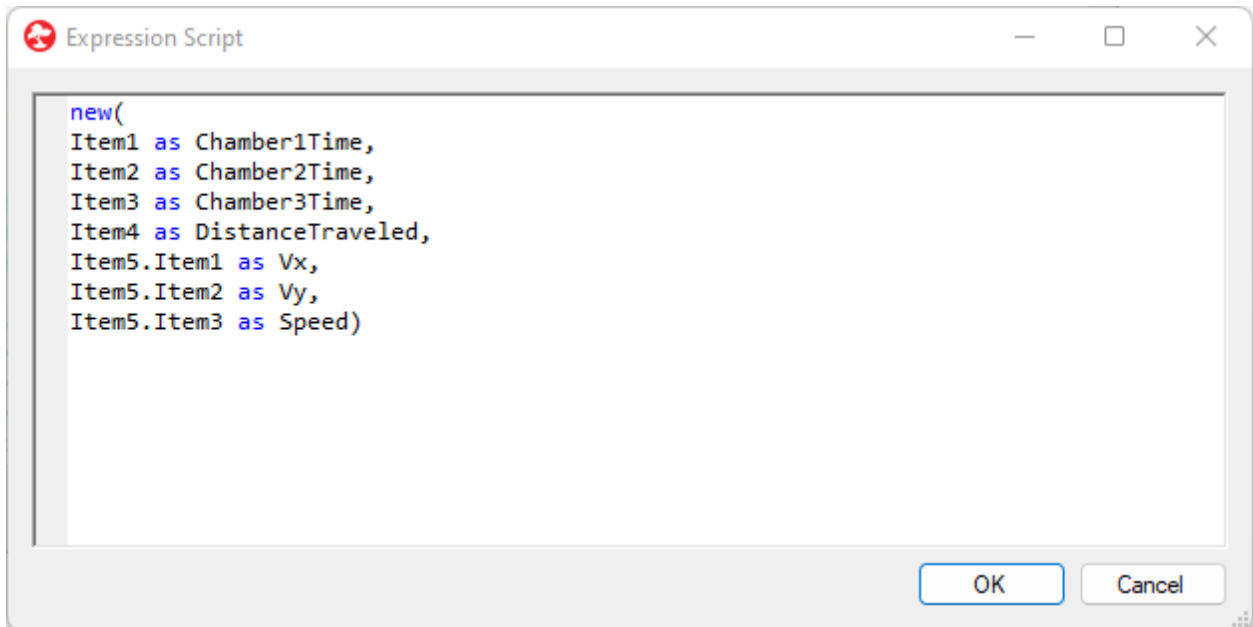 Expression Script
new(
Item1 as Chamber1Time,
Item2 as Chamber2Time,
Item3 as Chamber3Time,
Item4 as DistanceTraveled,
Item5.Item1 as Vx,
Item5.Item2 as Vy,
Item5.Item3 as Speed)
OK Cancel